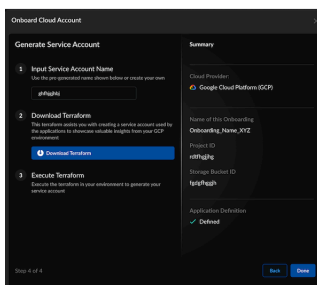 Onboard Cloud Account
Generate Service Account
1 Input Service Account Name
Use the pre-generated name shown below or create your own
2 Download Terraform
This terraform assists you with creating a service account used by
the applications to showcase valuable insights from your GCP
environment
Download Terraform
3 Execute Terraform
Execute the terraform in your environment to generate your
service account
Step 4 of 4
Summary
Cloud Provider
Google Cloud Platform (GCP)
Name of this Onboarding
Onboarding_Name_XYZ
Project ID
Storage Bucket ID
Application Definition
Defined
Back
Done